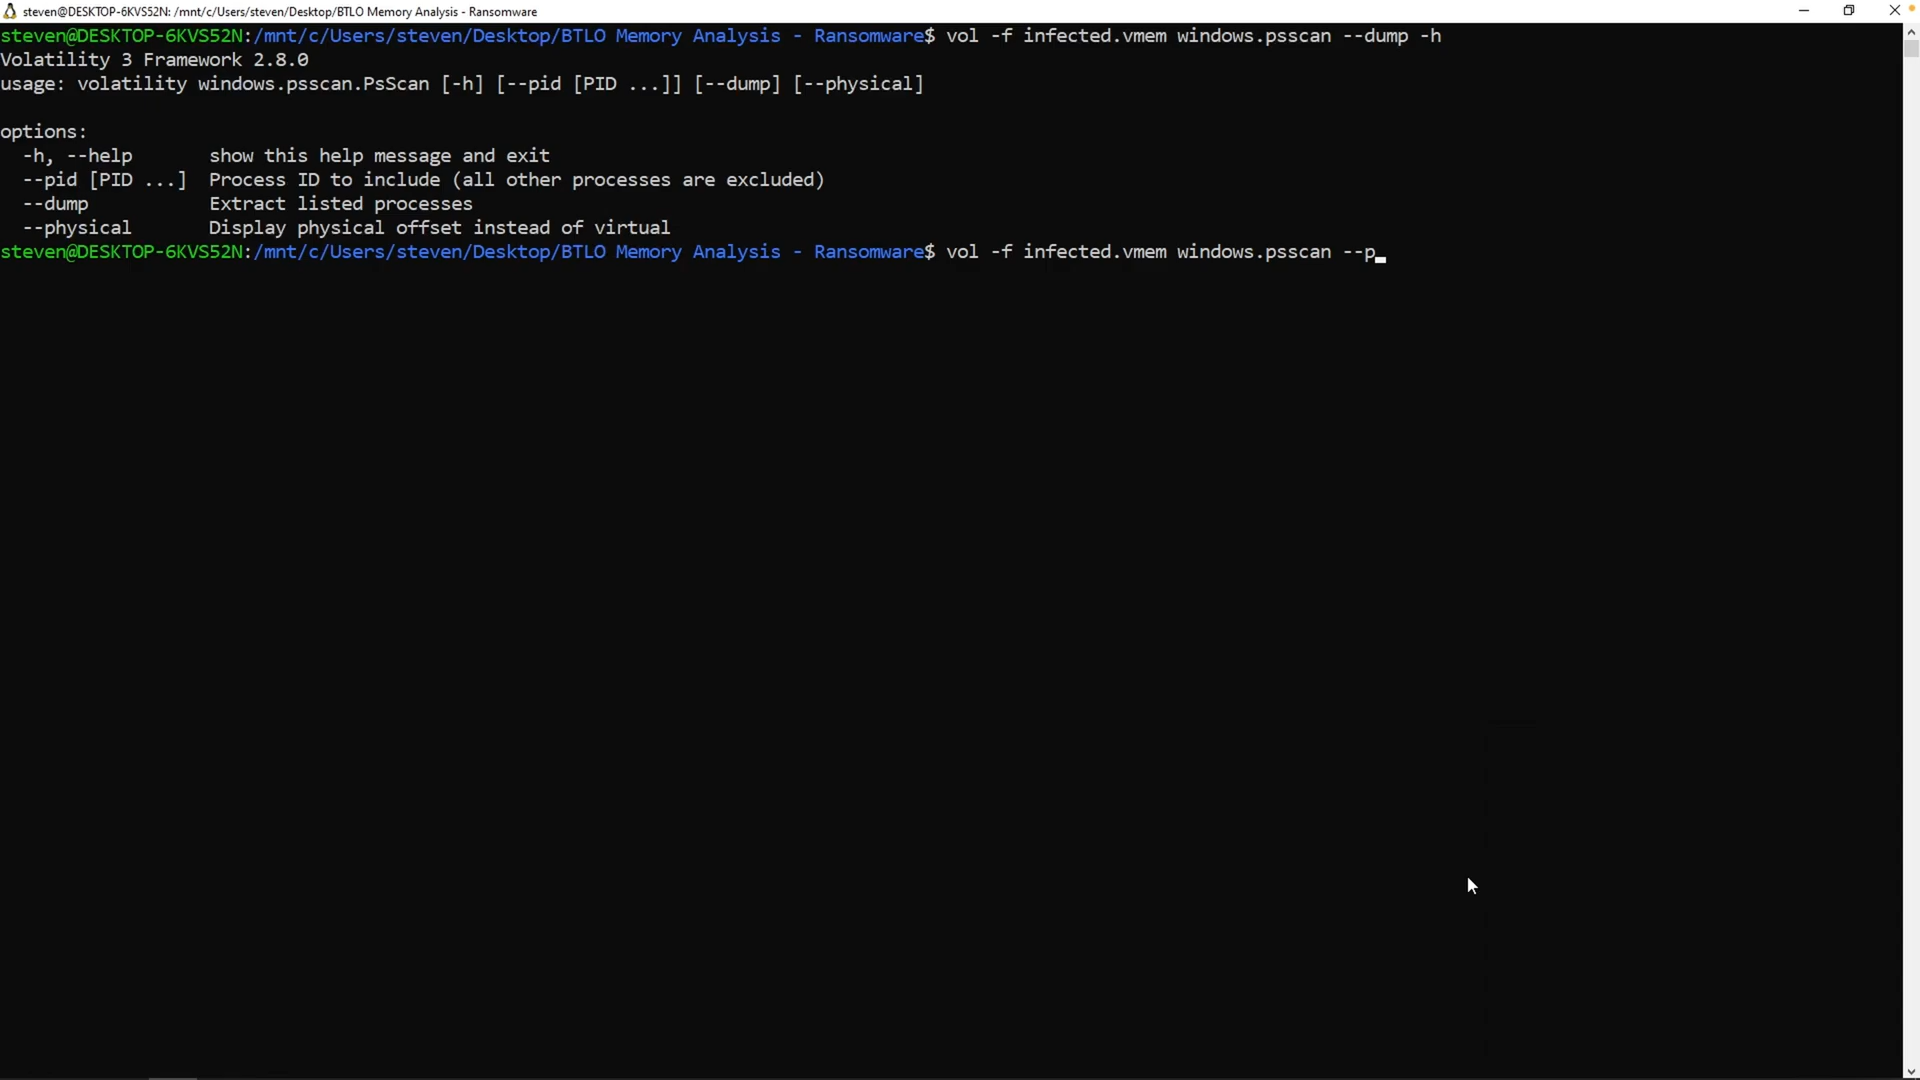 steven@DESKTOP-6KVS52N: /mnt/c/Users/steven/Desktop/BTLO Memory Analysis - Ransomware
steven@DESKTOP-6KVS52N:/mnt/c/Users/steven/Desktop/BTLO Memory Analysis - Ransomware$ vol -f infected.vmem windows.psscan --dump -h
Volatility 3 Framework 2.8.0
usage: volatility windows.psscan.PsScan [-h] [--pid [PID ...]] [--dump] [--physical]
options:
-h, --help show this help message and exit
--pid [PID ...] Process ID to include (all other processes are excluded)
--dump Extract listed processes
--physical Display physical offset instead of virtual
steven@DESKTOP-6KVS52N:/mnt/c/Users/steven/Desktop/BTLO Memory Analysis - Ransomware$ vol -f infected.vmem windows.psscan --p